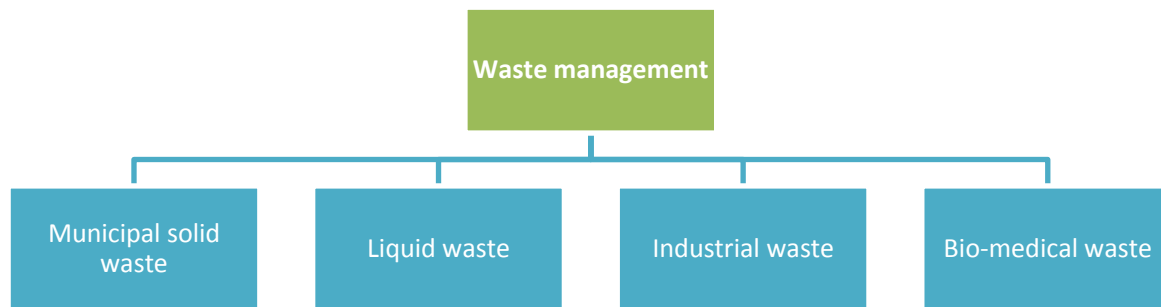 Waste management
Municipal solid
waste
Liquid waste
Industrial waste
Bio-medical waste